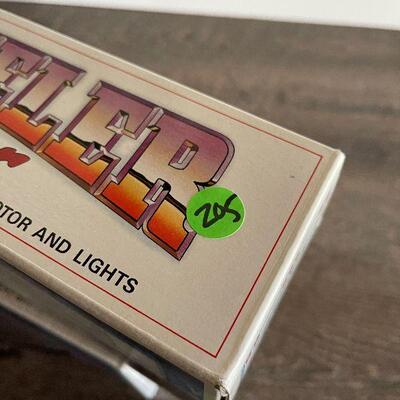 ELER
205
OTOR AND LIGHTS